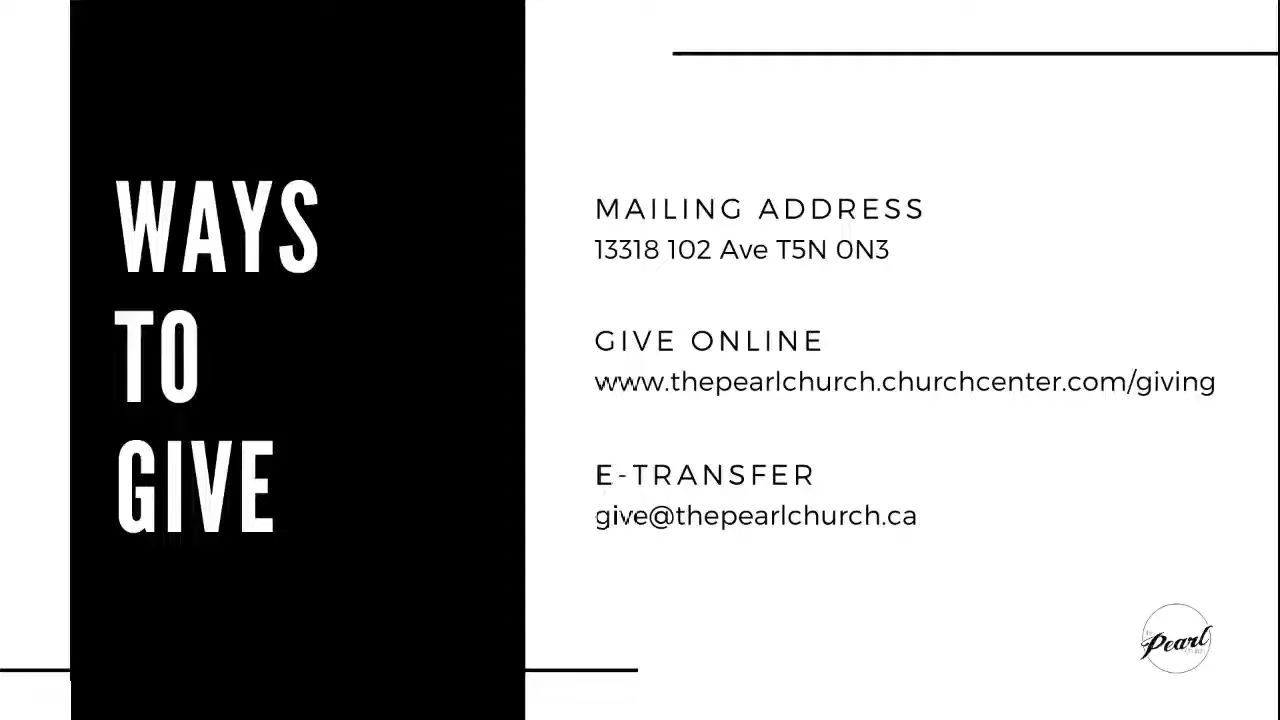 WAYS
TO
GIVE
MAILING ADDRESS
13318 102 Ave T5N 0N3
GIVE ONLINE
www.thepearlchurch.churchcenter.com/giving
E-TRANSFER
give@thepearlchurch.ca
Pearl